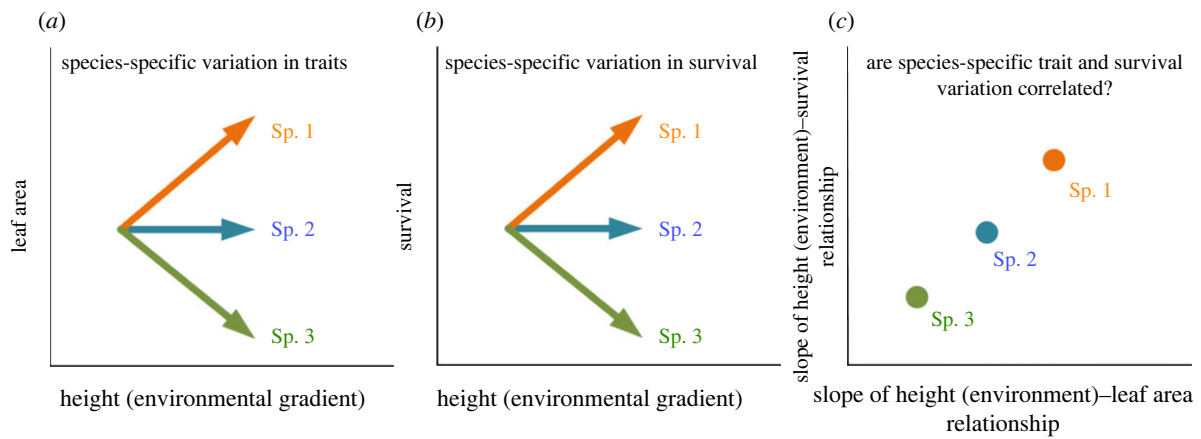 (a)
species-specific variation in traits
leaf area
Sp. 1
Sp. 2
Sp. 3
height (environmental gradient)
(b)
species-specific variation in survival
survival
Sp. 1
Sp. 2
Sp. 3
height (environmental gradient)
(c)
are species-specific trait and survival
variation correlated?
slope of height (environment)–survival
relationship
Sp. 1
Sp. 2
Sp. 3
slope of height (environment)–leaf area
relationship